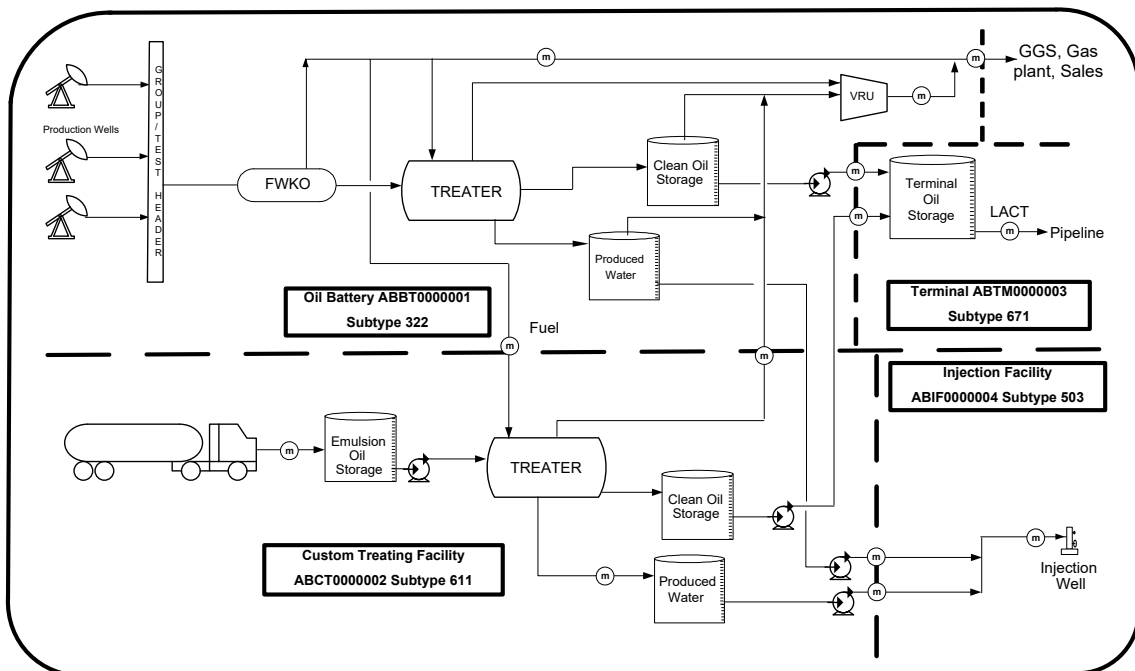 m
m
GGS, Gas
plant, Sales
GROUP/TEST HEADER
Production Wells
VRU
m
FWKO
TREATER
Clean Oil
Storage
m
Terminal
Oil
Storage
m
LACT
m
Pipeline
Produced
Water
Oil Battery ABBT0000001
Subtype 322
Terminal ABTM0000003
Subtype 671
Fuel
m
m
Injection Facility
ABIF0000004 Subtype 503
m
Emulsion
Oil
Storage
TREATER
Clean Oil
Storage
Custom Treating Facility
ABCT0000002 Subtype 611
m
Produced
Water
m
m
m
Injection
Well